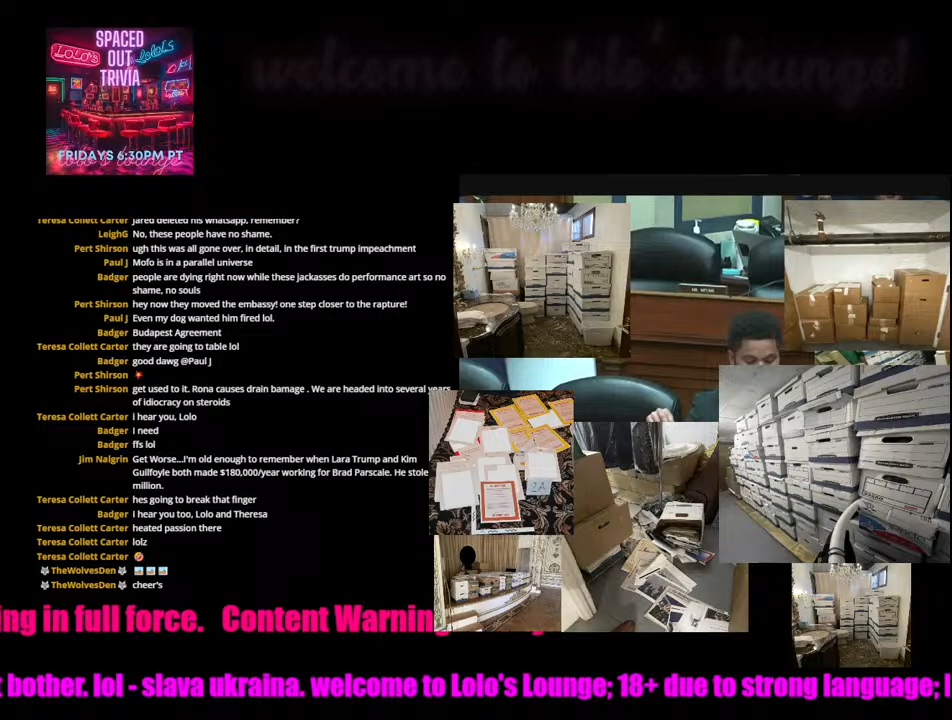 SPACED
LOLO'S OUT LOLO'S
TRIVIA
FRIDAYS 6:30PM PT
lolo's lounge
welcome to lolo's lounge!
Teresa Collett Carter jared deleted his whatsapp, remember?
LeighG No, these people have no shame.
Pert Shirson ugh this was all gone over, in detail, in the first trump impeachment
Paul J Mofo is in a parallel universe
Badger people are dying right now while these jackasses do performance art so no
shame, no souls
Pert Shirson hey now they moved the embassy! one step closer to the rapture!
Paul J Even my dog wanted him fired lol.
Badger Budapest Agreement
Teresa Collett Carter they are going to table lol
Badger good dawg @Paul J
Pert Shirson
Pert Shirson get used to it. Rona causes drain bamage . We are headed into several years
of idiocracy on steroids
Teresa Collett Carter i hear you, Lolo
Badger I need
Badger ffs lol
Jim Naigrin Get Worse...I'm old enough to remember when Lara Trump and Kim
Guilfoyle both made $180,000/year working for Brad Parscale. He stole
million.
Teresa Collett Carter hes going to break that finger
Badger I hear you too, Lolo and Theresa
Teresa Collett Carter heated passion there
Teresa Collett Carter lolz
Teresa Collett Carter 🤣
🐺TheWolvesDen🐺
🐺TheWolvesDen🐺 cheer's
2A
ing in full force. Content Warning
bother. lol - slava ukraina. welcome to Lolo's Lounge; 18+ due to strong language;